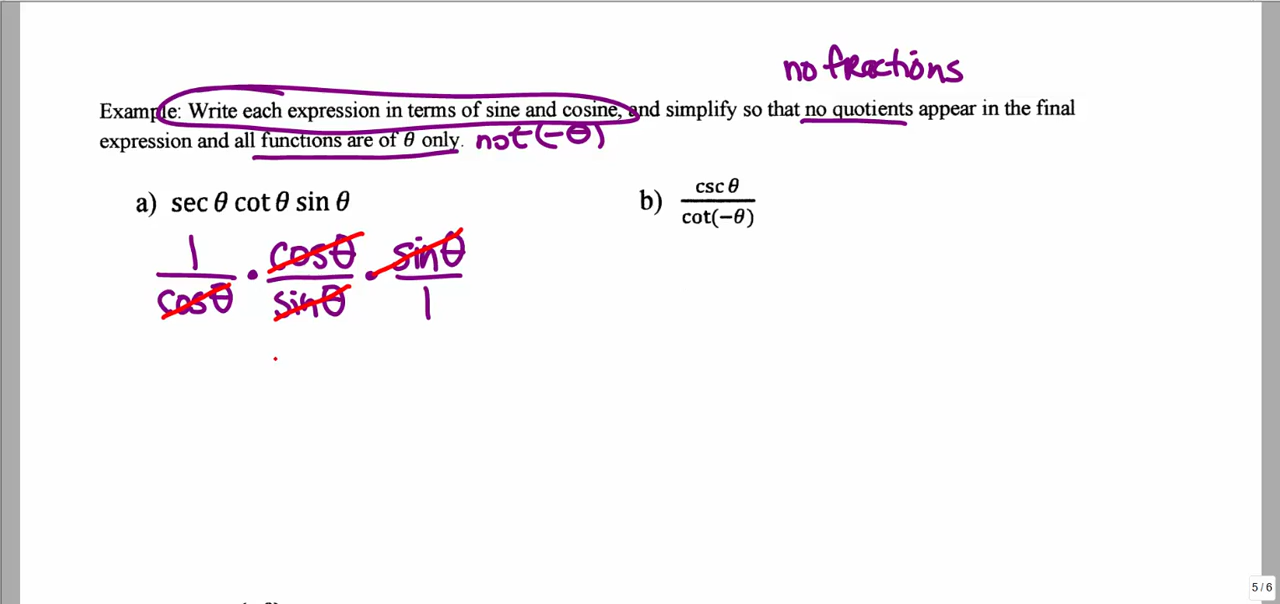 no fractions
Example: Write each expression in terms of sine and cosine, and simplify so that no quotients appear in the final
expression and all functions are of θ only. not (-θ)
a) sec θ cot θ sin θ
b) csc θ / cot(−θ)
1/cosθ · cosθ/sinθ · sinθ/1
5 / 6